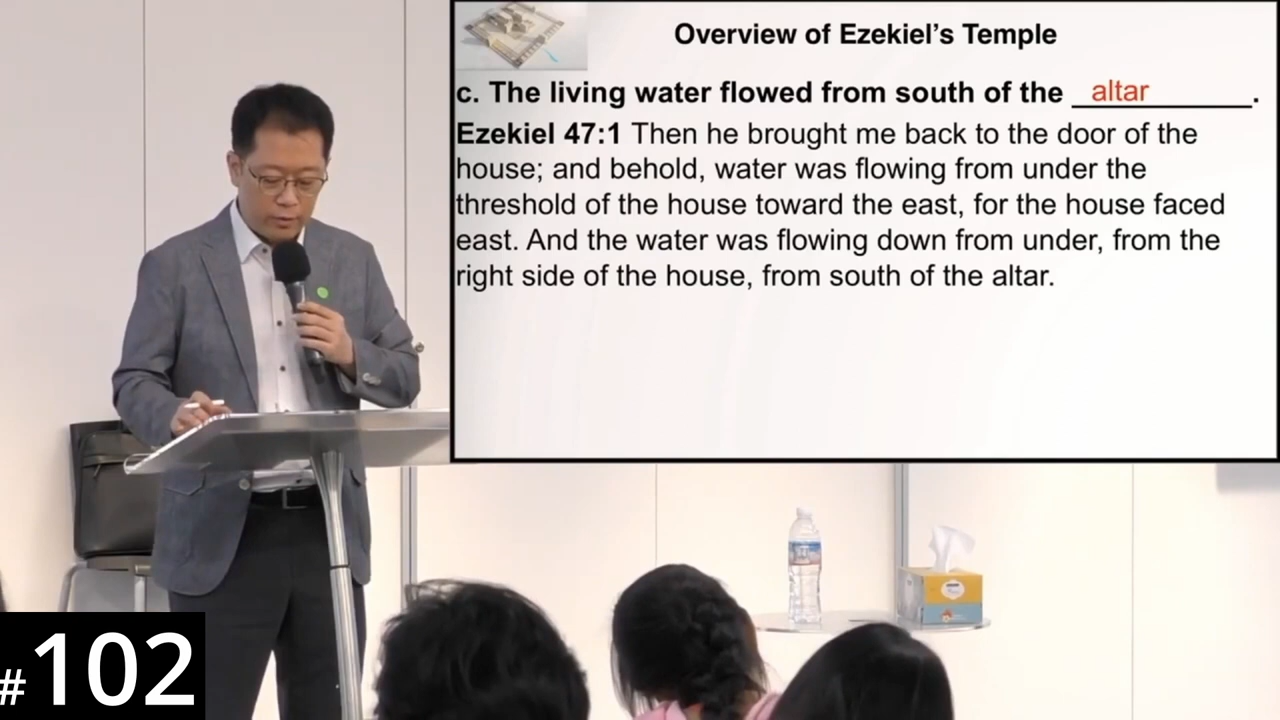 Overview of Ezekiel's Temple
c. The living water flowed from south of the altar.
Ezekiel 47:1 Then he brought me back to the door of the
house; and behold, water was flowing from under the
threshold of the house toward the east, for the house faced
east. And the water was flowing down from under, from the
right side of the house, from south of the altar.
#102